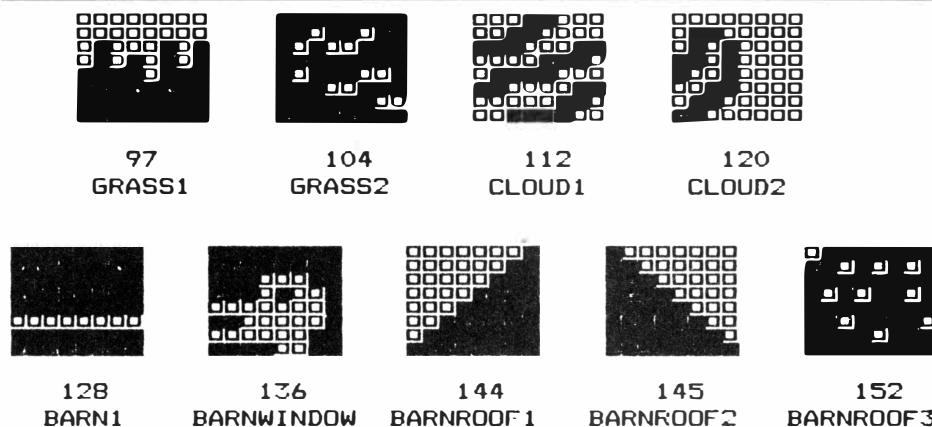 97 104 112 120
GRASS1 GRASS2 CLOUD1 CLOUD2
128 136 144 145 152
BARN1 BARNWINDOW BARNROOF1 BARNROOF2 BARNROOF3